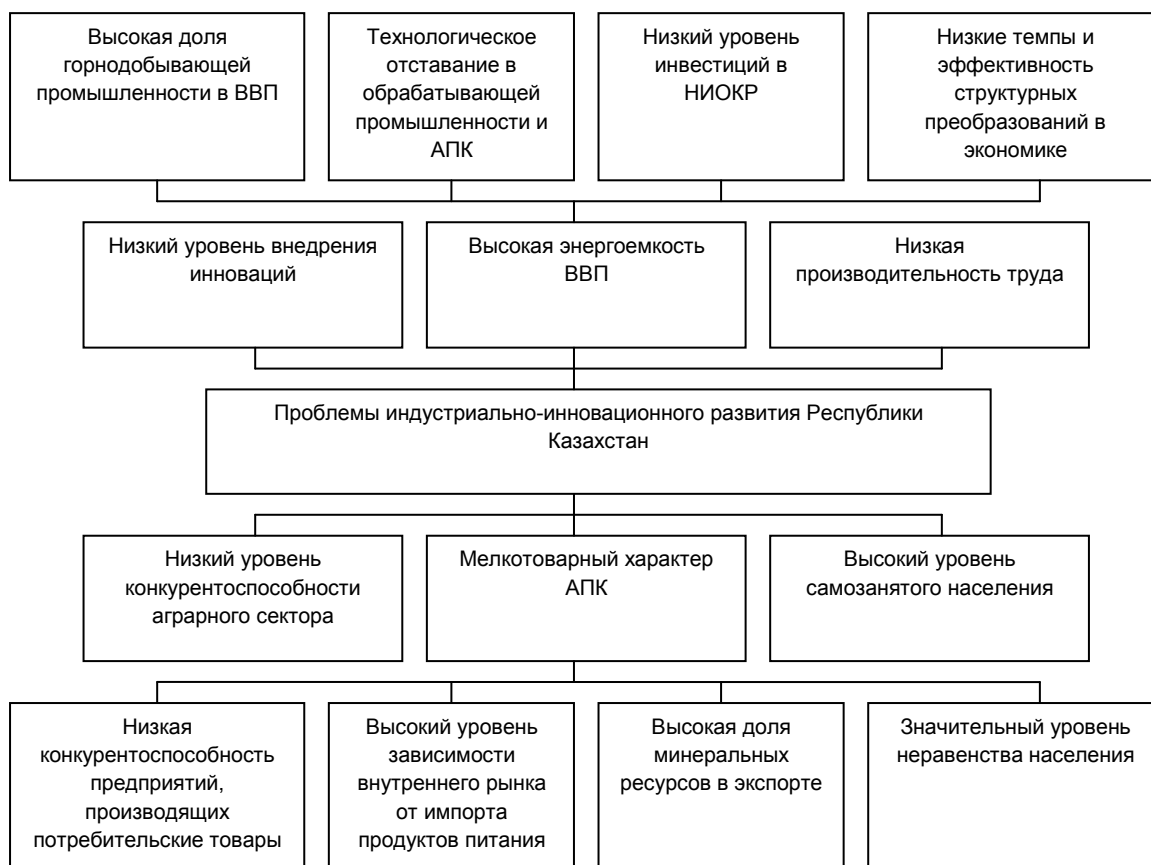 Высокая доля
горнодобывающей
промышленности в ВВП
Технологическое
отставание в
обрабатывающей
промышленности и
АПК
Низкий уровень
инвестиций в
НИОКР
Низкие темпы и
эффективность
структурных
преобразований в
экономике
Низкий уровень внедрения
инноваций
Высокая энергоемкость
ВВП
Низкая
производительность труда
Проблемы индустриально-инновационного развития Республики
Казахстан
Низкий уровень
конкурентоспособности
аграрного сектора
Мелкотоварный характер
АПК
Высокий уровень
самозанятого населения
Низкая
конкурентоспособность
предприятий,
производящих
потребительские товары
Высокий уровень
зависимости
внутреннего рынка
от импорта
продуктов питания
Высокая доля
минеральных
ресурсов в экспорте
Значительный уровень
неравенства населения